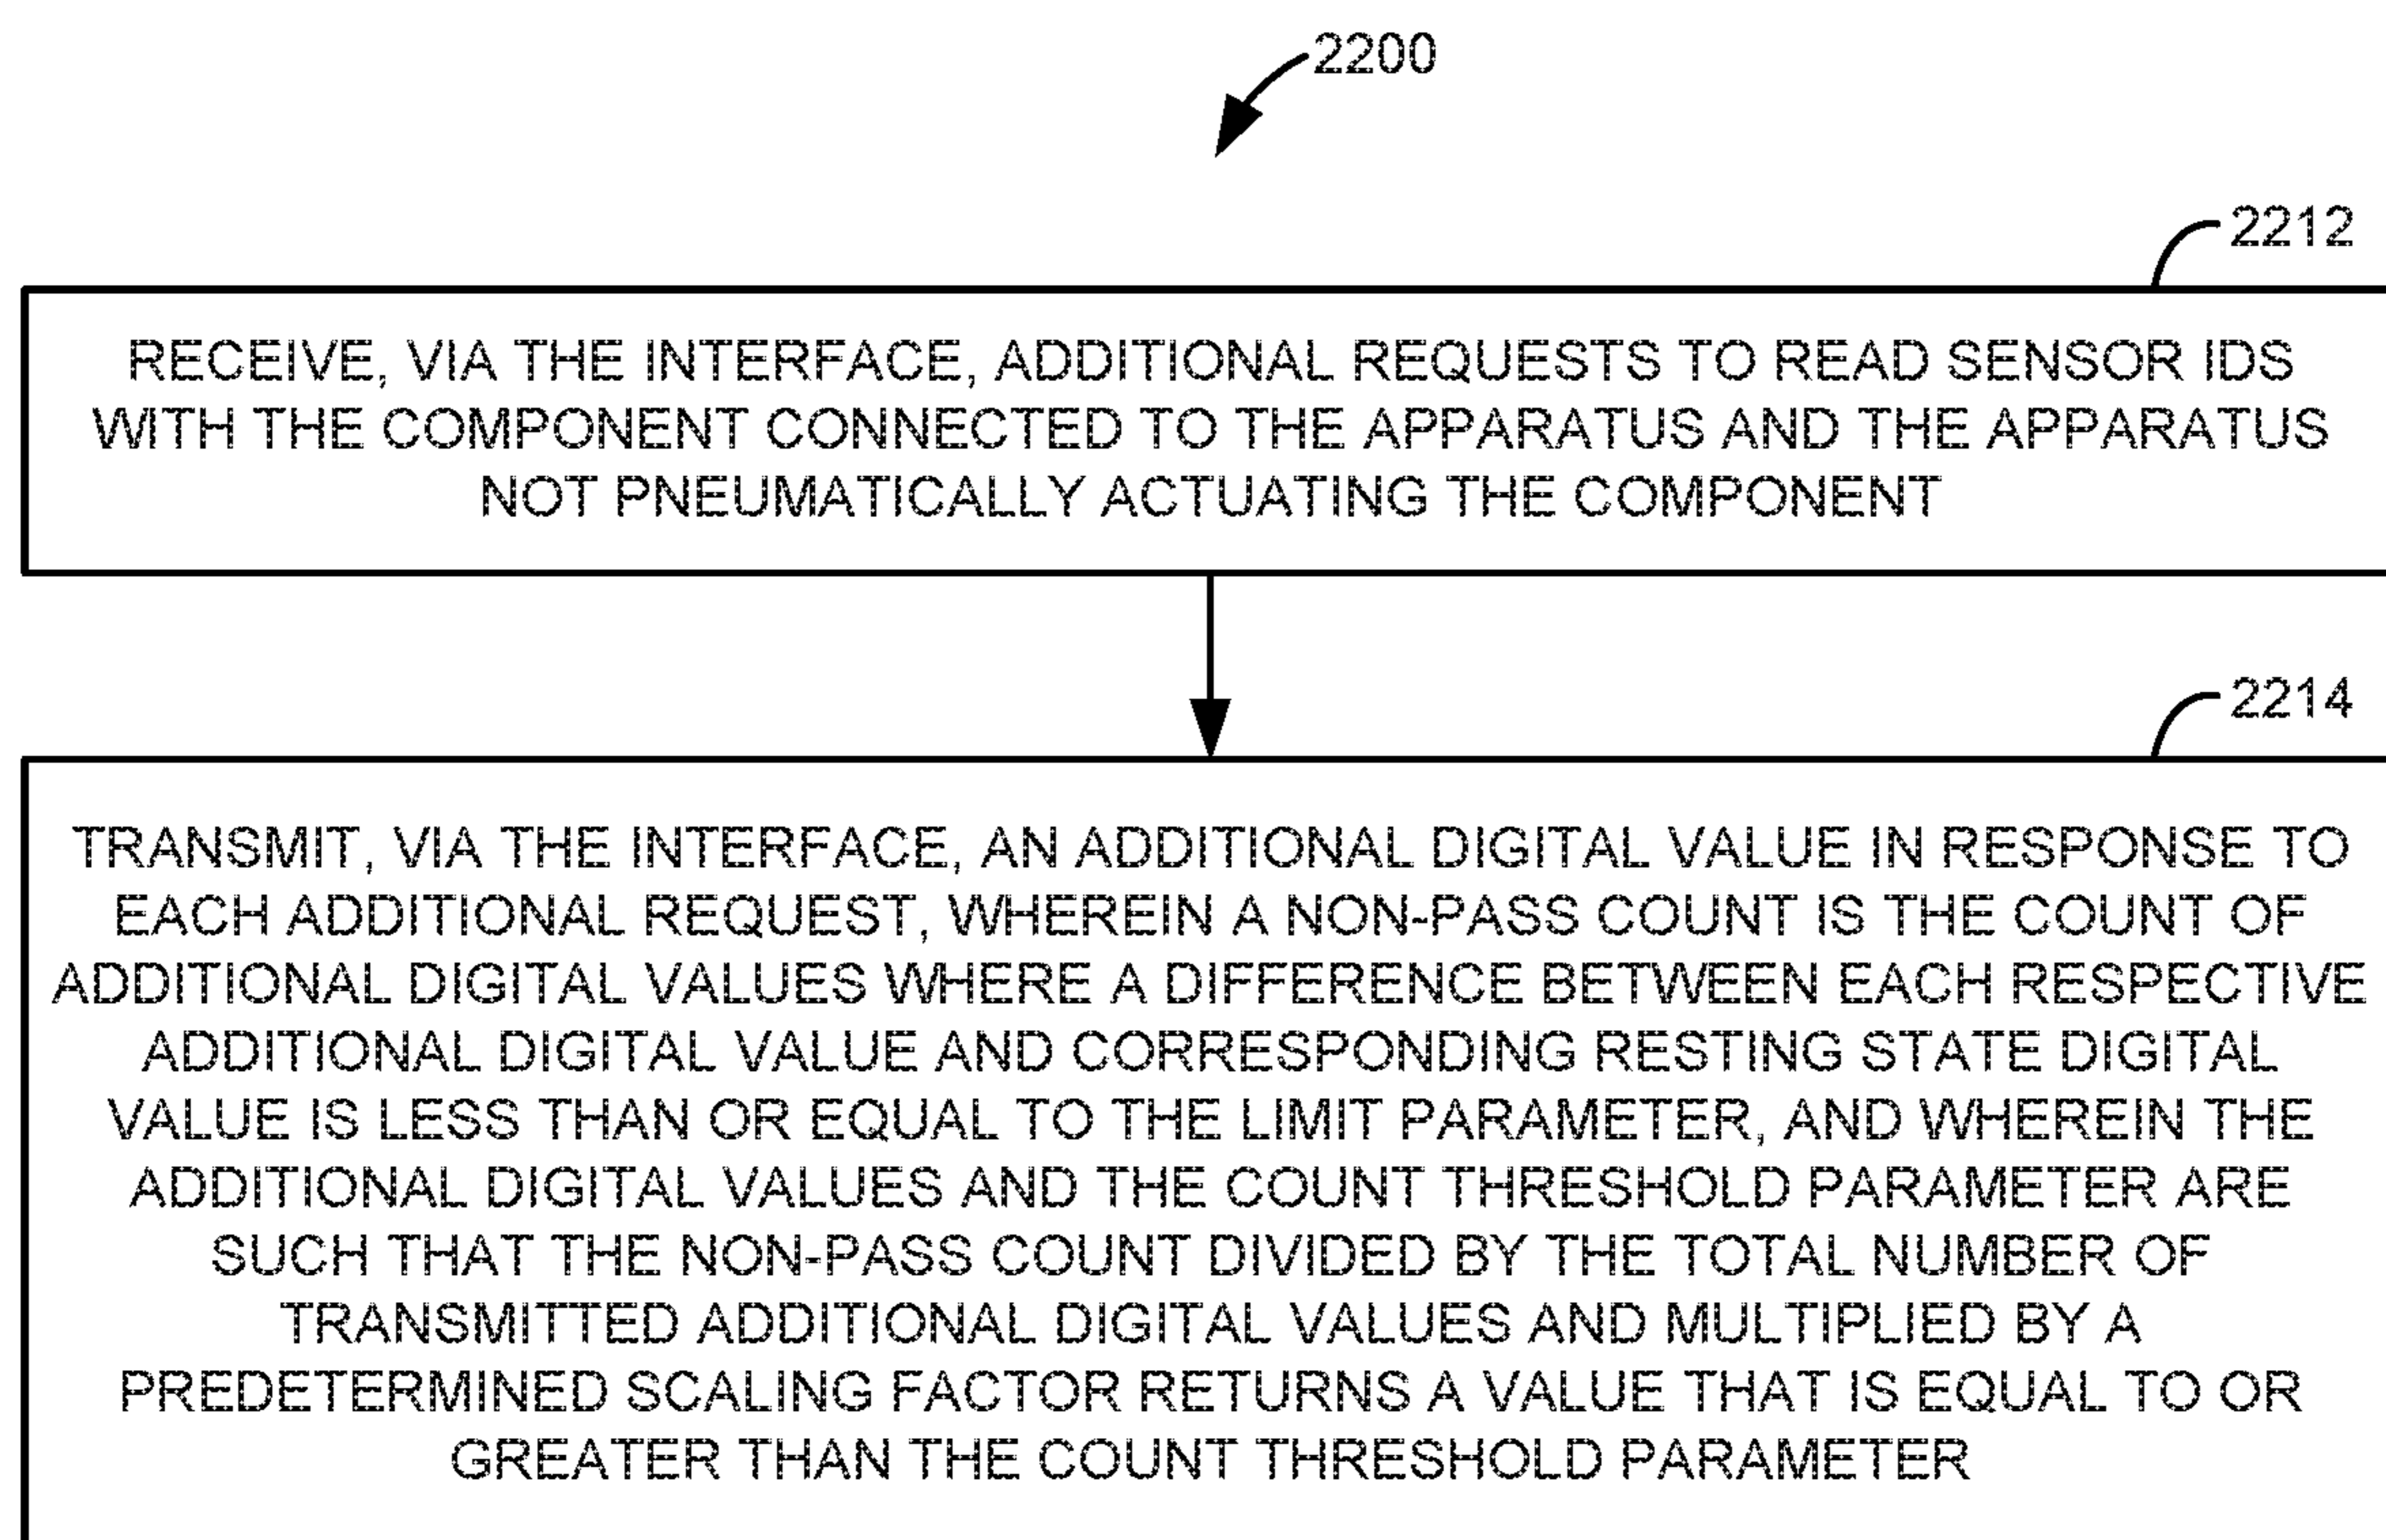 2200
2212
RECEIVE, VIA THE INTERFACE, ADDITIONAL REQUESTS TO READ SENSOR IDS
WITH THE COMPONENT CONNECTED TO THE APPARATUS AND THE APPARATUS
NOT PNEUMATICALLY ACTUATING THE COMPONENT
2214
TRANSMIT, VIA THE INTERFACE, AN ADDITIONAL DIGITAL VALUE IN RESPONSE TO
EACH ADDITIONAL REQUEST, WHEREIN A NON-PASS COUNT IS THE COUNT OF
ADDITIONAL DIGITAL VALUES WHERE A DIFFERENCE BETWEEN EACH RESPECTIVE
ADDITIONAL DIGITAL VALUE AND CORRESPONDING RESTING STATE DIGITAL
VALUE IS LESS THAN OR EQUAL TO THE LIMIT PARAMETER, AND WHEREIN THE
ADDITIONAL DIGITAL VALUES AND THE COUNT THRESHOLD PARAMETER ARE
SUCH THAT THE NON-PASS COUNT DIVIDED BY THE TOTAL NUMBER OF
TRANSMITTED ADDITIONAL DIGITAL VALUES AND MULTIPLIED BY A
PREDETERMINED SCALING FACTOR RETURNS A VALUE THAT IS EQUAL TO OR
GREATER THAN THE COUNT THRESHOLD PARAMETER